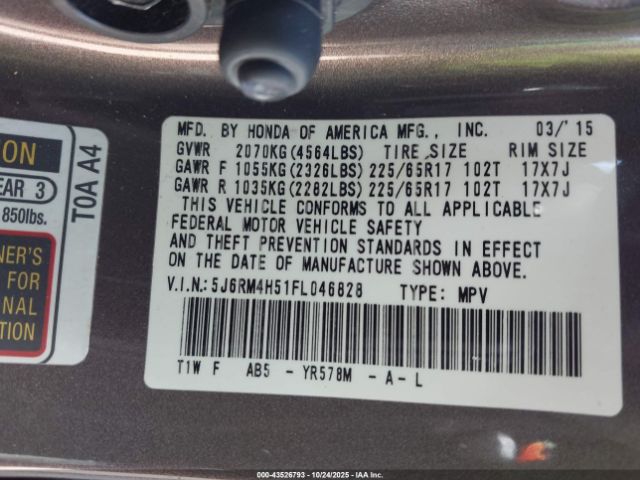 MFD. BY HONDA OF AMERICA MFG., INC. 03/'15
GVWR 2070KG(4564LBS) TIRE SIZE RIM SIZE
GAWR F 1055KG(2326LBS) 225/65R17 102T 17X7J
GAWR R 1035KG(2282LBS) 225/65R17 102T 17X7J
THIS VEHICLE CONFORMS TO ALL APPLICABLE
FEDERAL MOTOR VEHICLE SAFETY
AND THEFT PREVENTION STANDARDS IN EFFECT
ON THE DATE OF MANUFACTURE SHOWN ABOVE.
V.I.N.:5J6RM4H51FL046828 TYPE: MPV
T1W F AB5 - YR578M - A - L
ION
EAR 3
850lbs.
T0A A4
NER'S
FOR
ONAL
TION
000-43526793 - 10/24/2025 - IAA Inc.